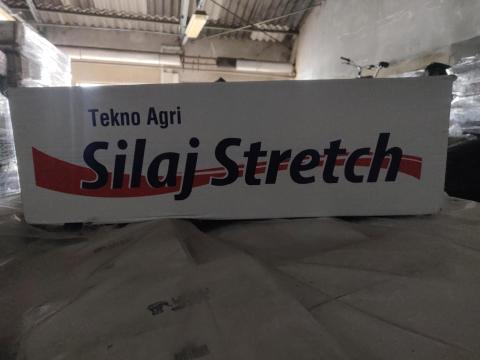 Tekno Agri
Silaj Stretch